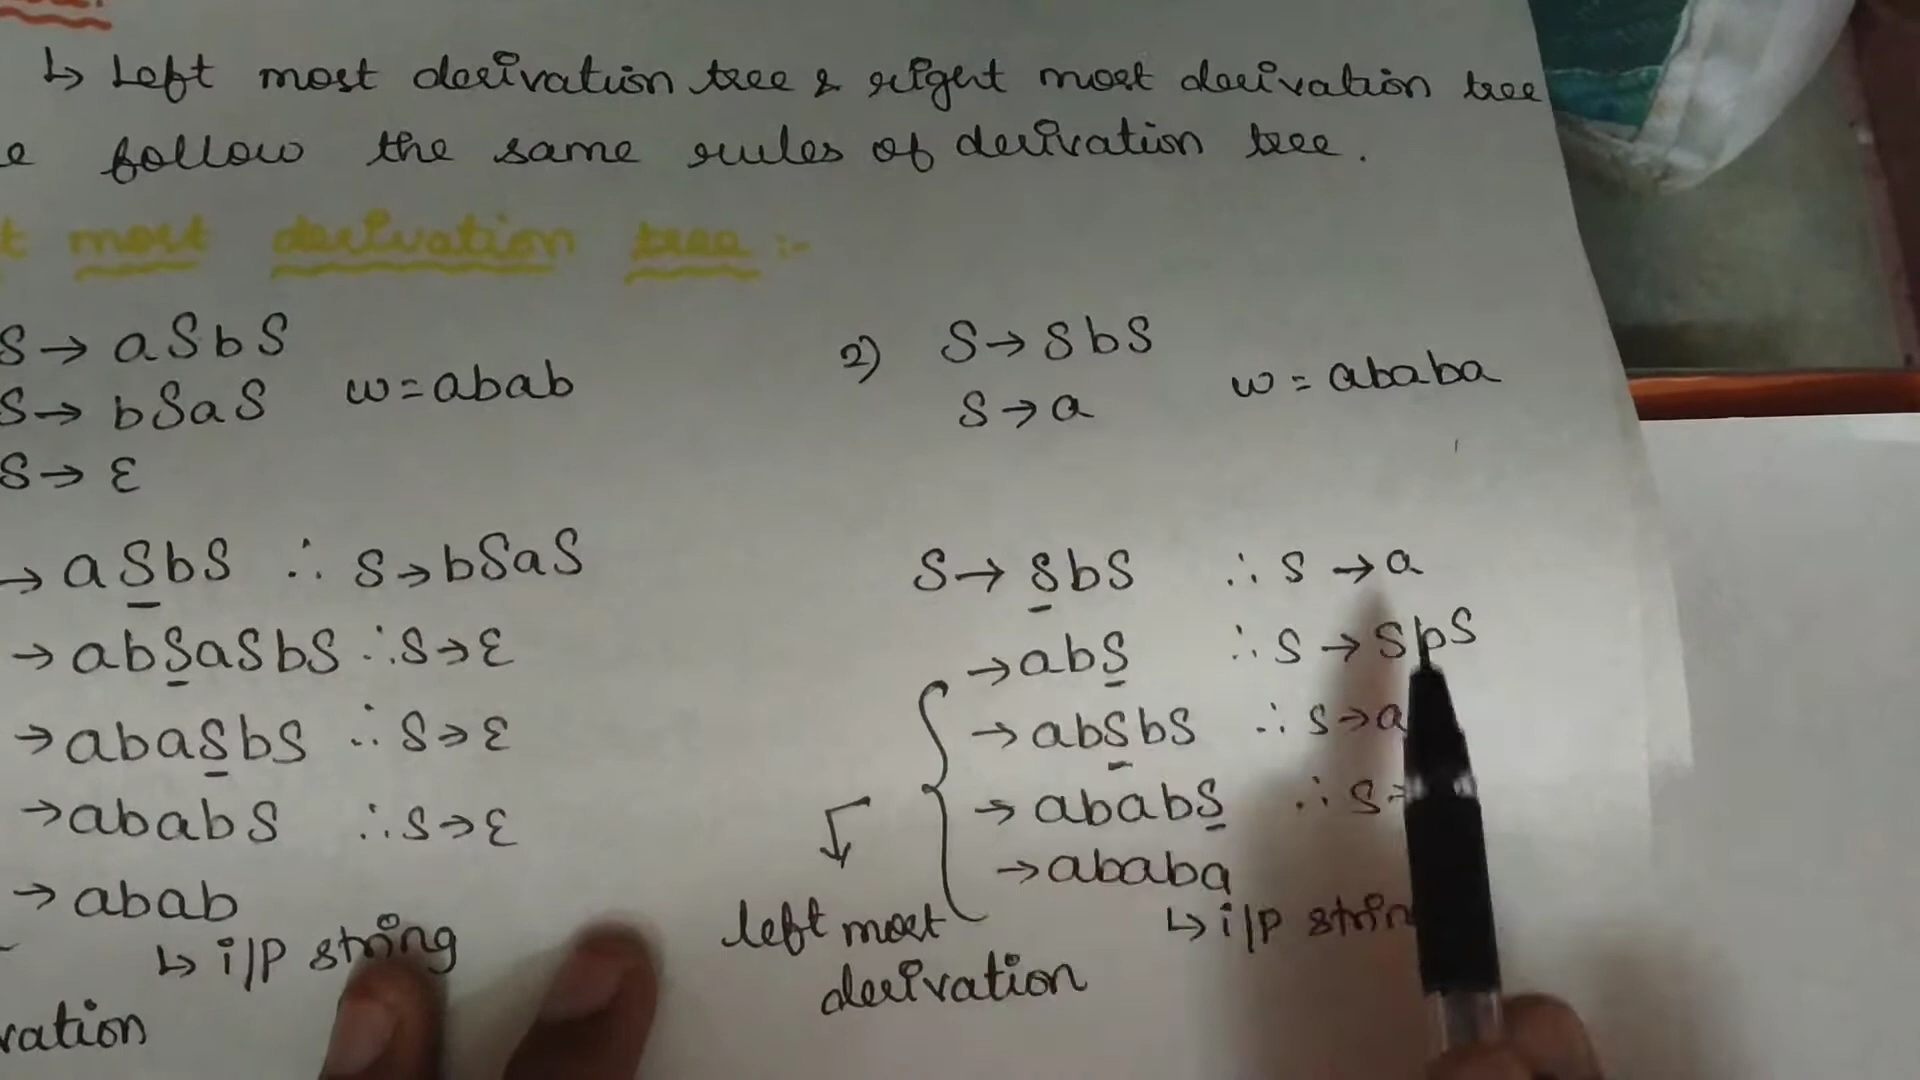 ↳ Left most derivation tree & right most derivation tree
follow the same rules of derivation tree.
most derivation tree :-
S → aSbS
S → bSaS w = abab
S → ε
→ aSbS ∴ S → bSaS
→ abSaSbS ∴ S → ε
→ abaSbS ∴ S → ε
→ ababS ∴ S → ε
→ abab
↳ i/p string
2) S → SbS
S → a w = ababa
S → SbS ∴ S → a
→ abS ∴ S → SbS
→ abSbS ∴ S → a
→ ababS ∴ S →
→ ababa
↳ i/p
left most
derivation